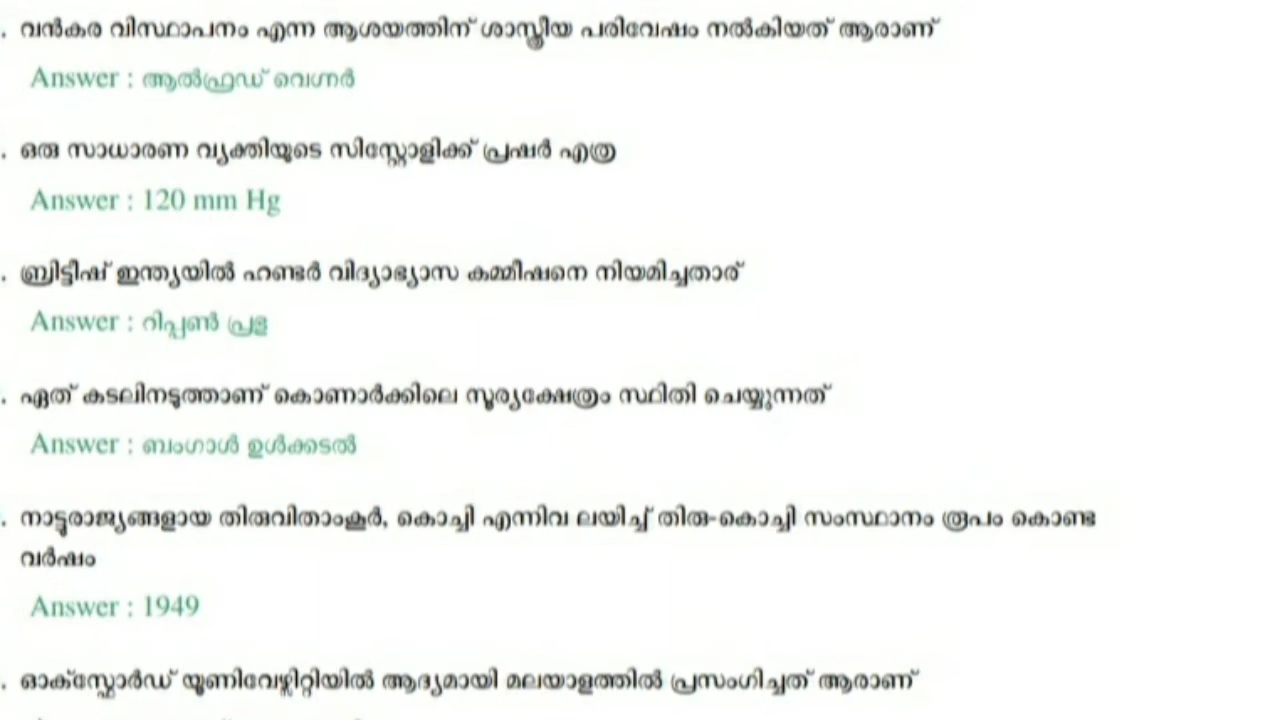 . വൻകര വിസ്ഥാപനം എന്ന ആശയത്തിന് ശാസ്ത്രീയ പരിവേഷം നൽകിയത് ആരാണ്
Answer : ആൽഫ്രഡ് വെഗ്നർ
. ഒരു സാധാരണ വ്യക്തിയുടെ സിസ്റ്റോളിക്ക് പ്രഷർ എത്ര
Answer : 120 mm Hg
. ബ്രിട്ടീഷ് ഇന്ത്യയിൽ ഹണ്ടർ വിദ്യാഭ്യാസ കമ്മീഷനെ നിയമിച്ചതാര്
Answer : റിപ്പൺ പ്രഭു
. ഏത് കടലിനടുത്താണ് കൊണാർക്കിലെ സൂര്യക്ഷേത്രം സ്ഥിതി ചെയ്യുന്നത്
Answer : ബംഗാൾ ഉൾക്കടൽ
. നാട്ടുരാജ്യങ്ങളായ തിരുവിതാംകൂർ, കൊച്ചി എന്നിവ ലയിച്ച് തിരു-കൊച്ചി സംസ്ഥാനം രൂപം കൊണ്ട
വർഷം
Answer : 1949
. ഓക്സ്ഫോർഡ് യൂണിവേഴ്സിറ്റിയിൽ ആദ്യമായി മലയാളത്തിൽ പ്രസംഗിച്ചത് ആരാണ്